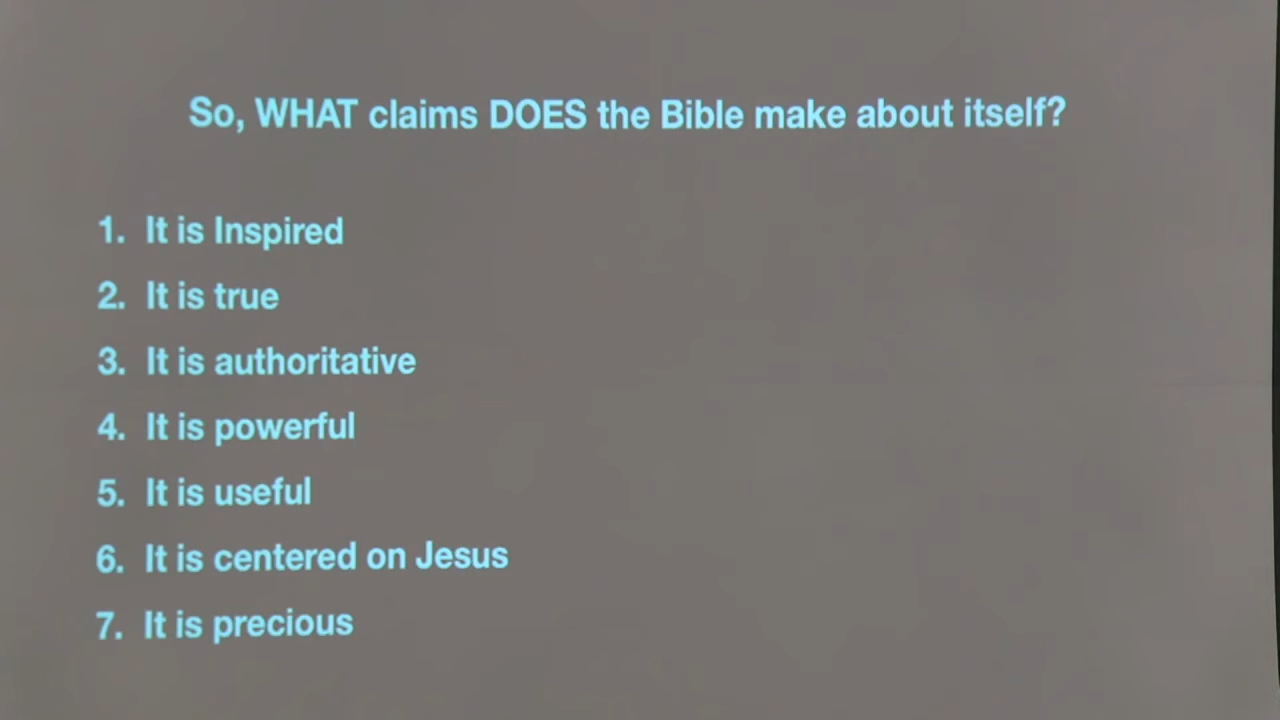 So, WHAT claims DOES the Bible make about itself?
1. It is Inspired
2. It is true
3. It is authoritative
4. It is powerful
5. It is useful
6. It is centered on Jesus
7. It is precious